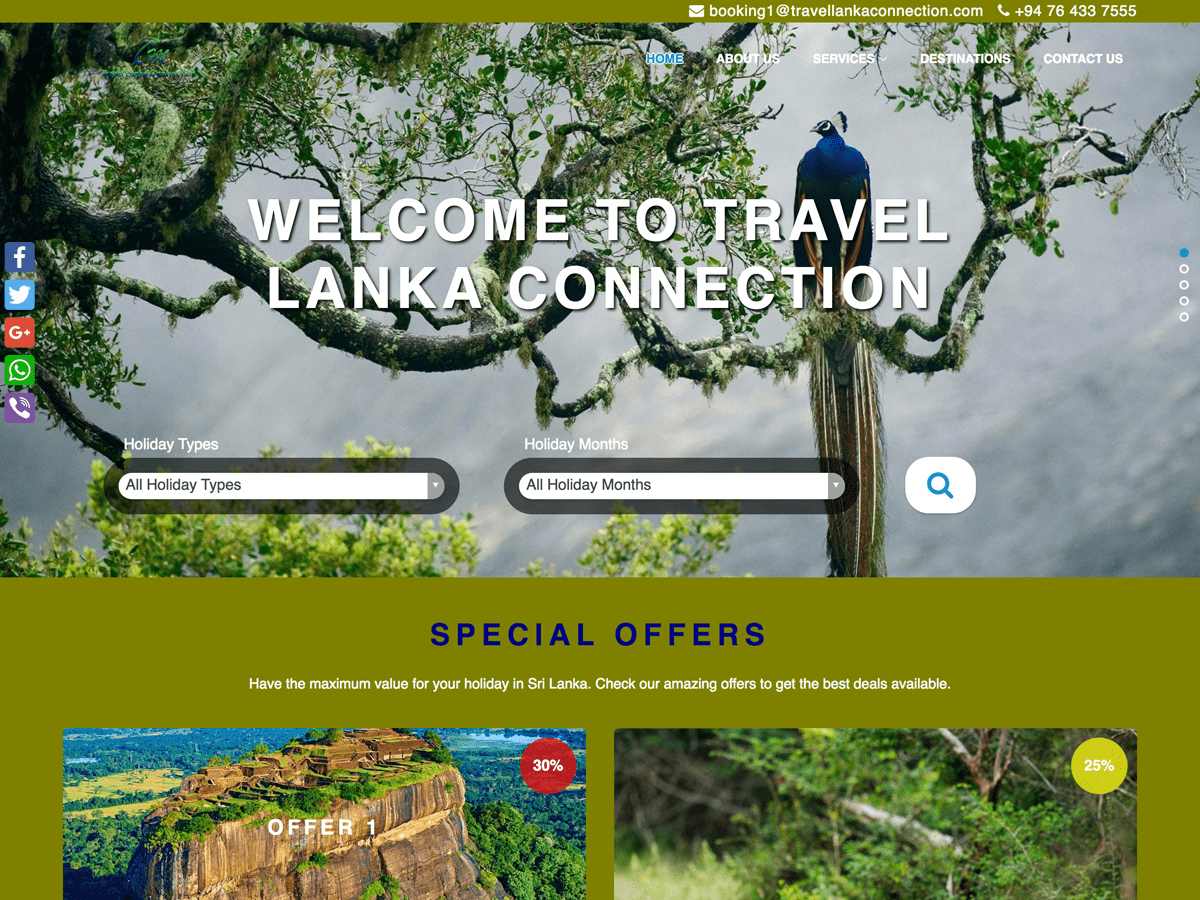 booking1@travellankaconnection.com +94 76 433 7555
HOME ABOUT US SERVICES DESTINATIONS CONTACT US
WELCOME TO TRAVEL
LANKA CONNECTION
Holiday Types Holiday Months
All Holiday Types All Holiday Months
SPECIAL OFFERS
Have the maximum value for your holiday in Sri Lanka. Check our amazing offers to get the best deals available.
30% 25%
OFFER 1